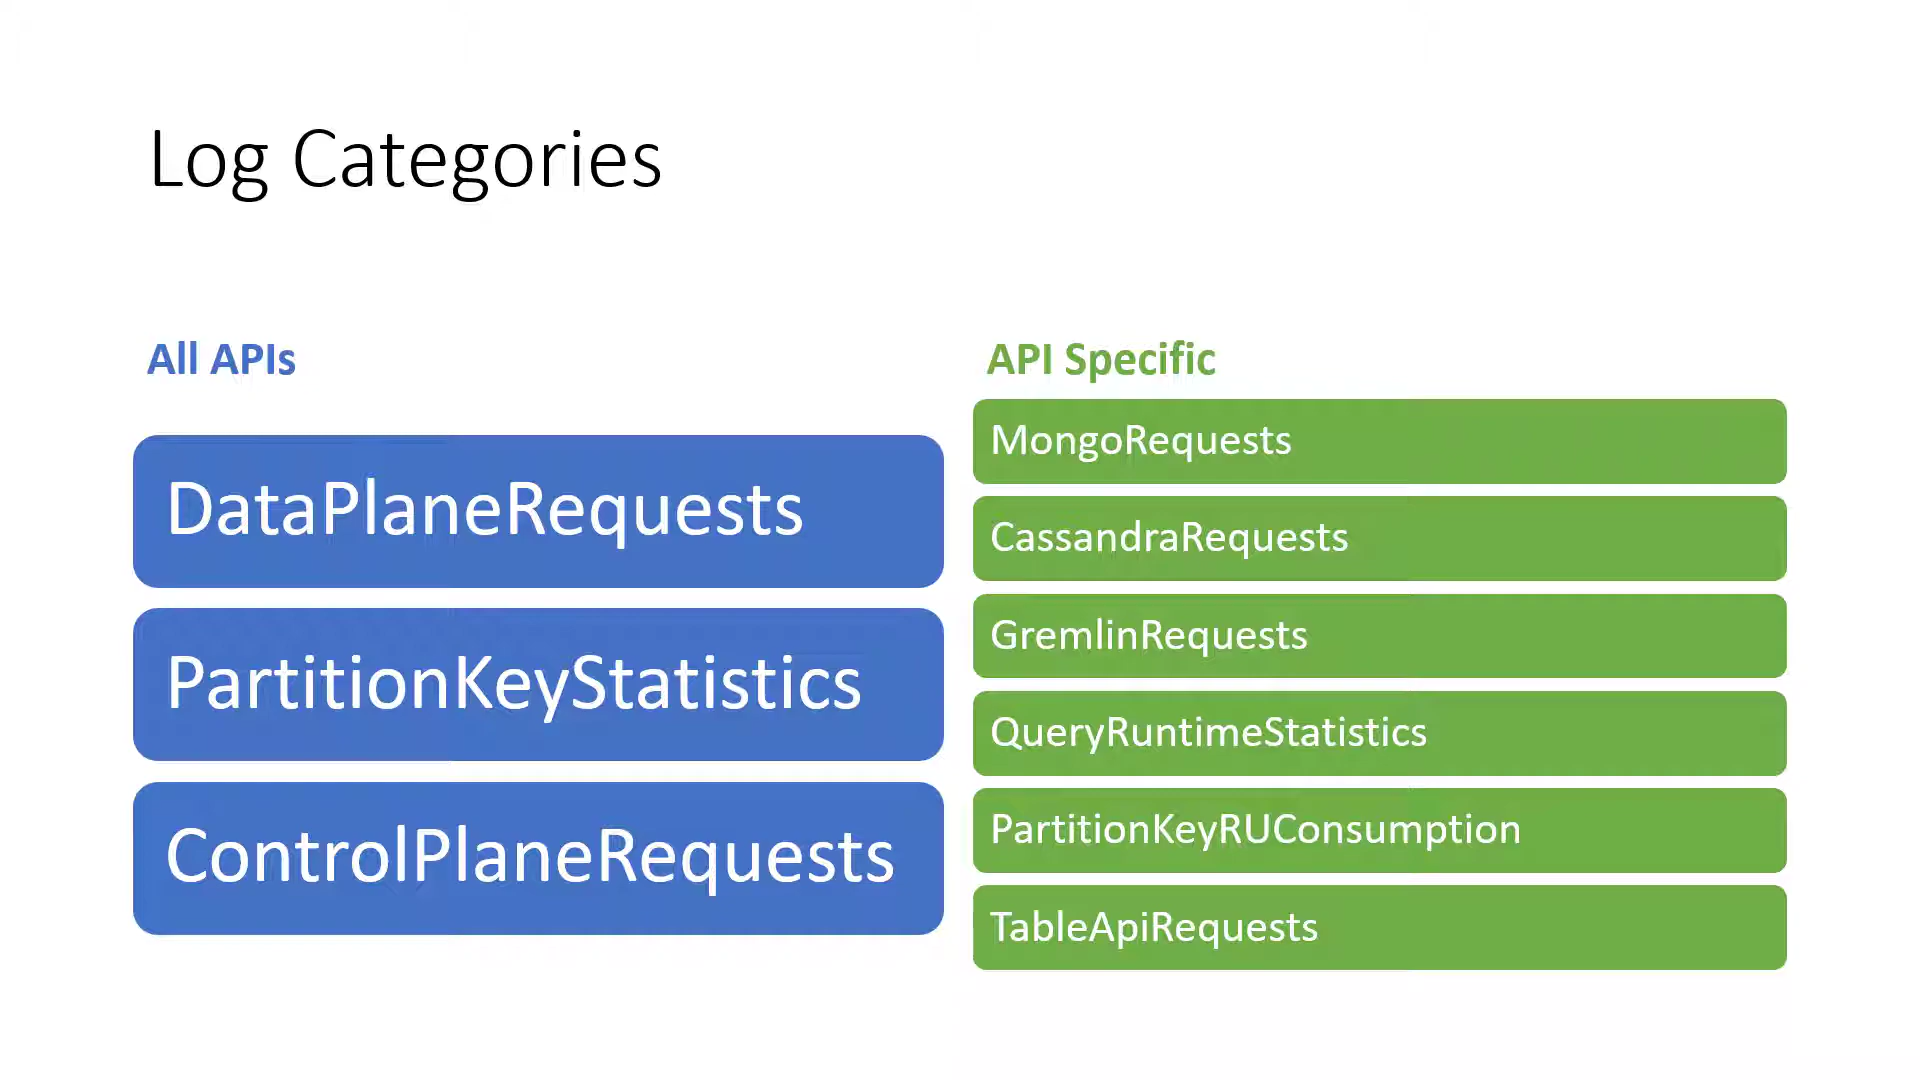 Log Categories
All APIs
DataPlaneRequests
PartitionKeyStatistics
ControlPlaneRequests
API Specific
MongoRequests
CassandraRequests
GremlinRequests
QueryRuntimeStatistics
PartitionKeyRUConsumption
TableApiRequests